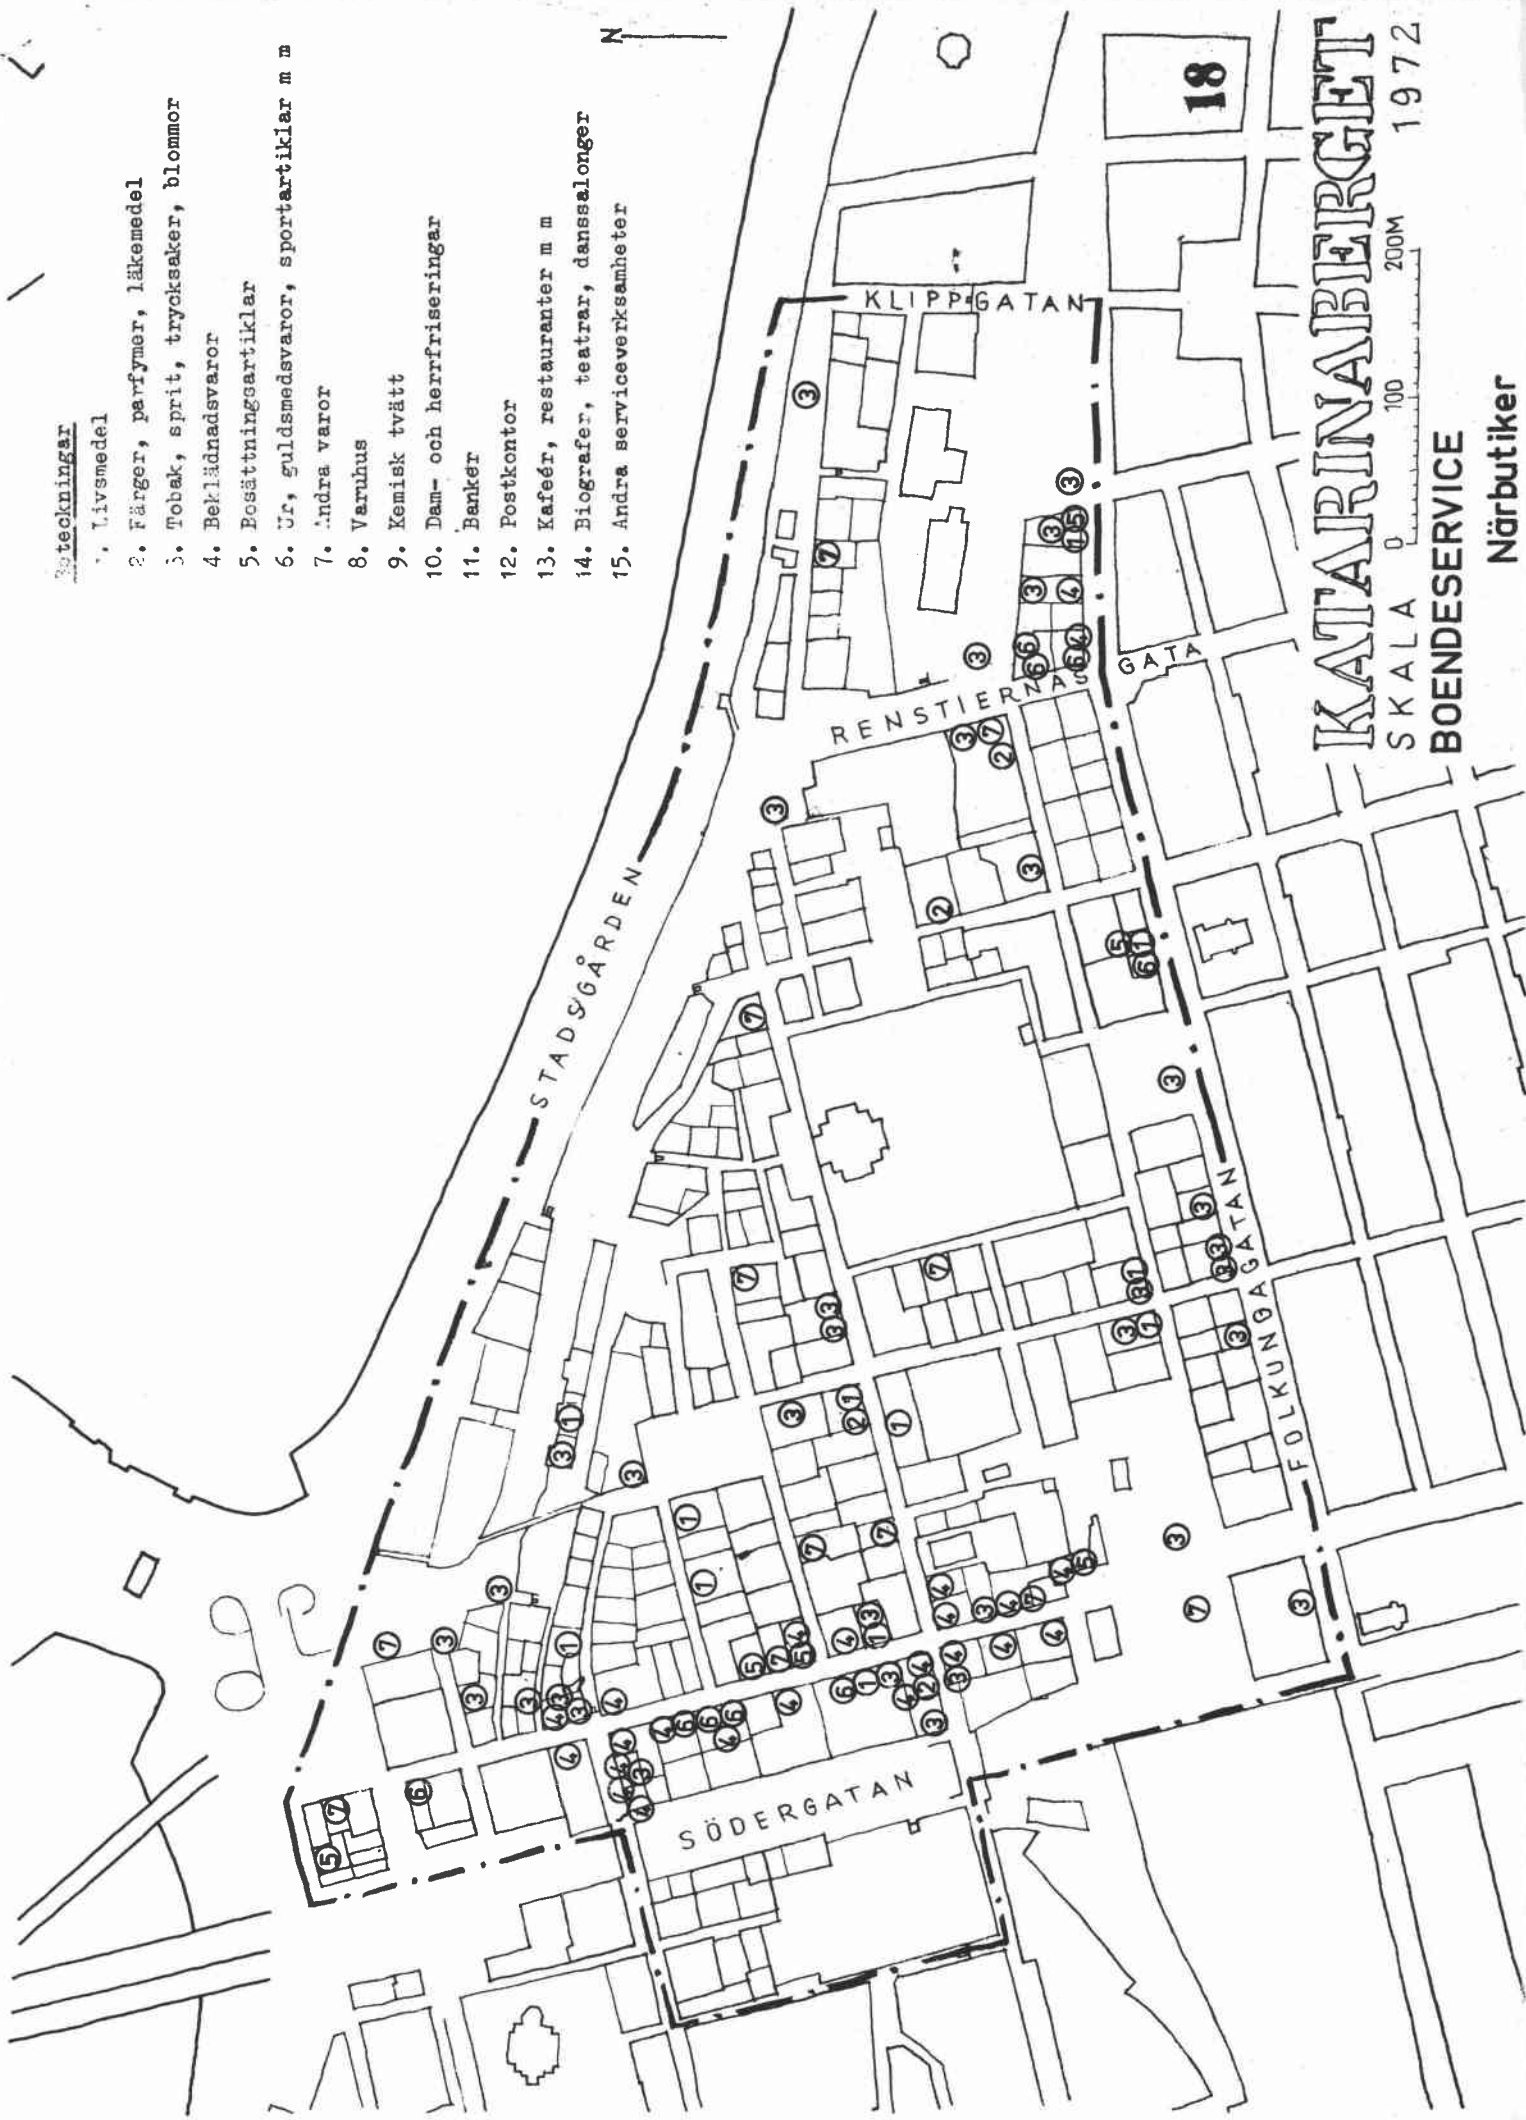 Beteckningar
1. Livsmedel
2. Färger, parfymer, läkemedel
3. Tobak, sprit, trycksaker, blommor
4. Beklädnadsvaror
5. Bosättningsartiklar
6. Ur, guldsmedsvaror, sportartiklar m m
7. Andra varor
8. Varuhus
9. Kemisk tvätt
10. Dam- och herrfriseringar
11. Banker
12. Postkontor
13. Kafeér, restauranter m m
14. Biografer, teatrar, danssalonger
15. Andra serviceverksamheter
N
STADSGÅRDEN
KLIPPGATAN
RENSTIERNAS GATA
FOLKUNGAGATAN
SÖDERGATAN
18
KATARINABERGET
SKALA 0 100 200M 1972
BOENDESERVICE
Närbutiker